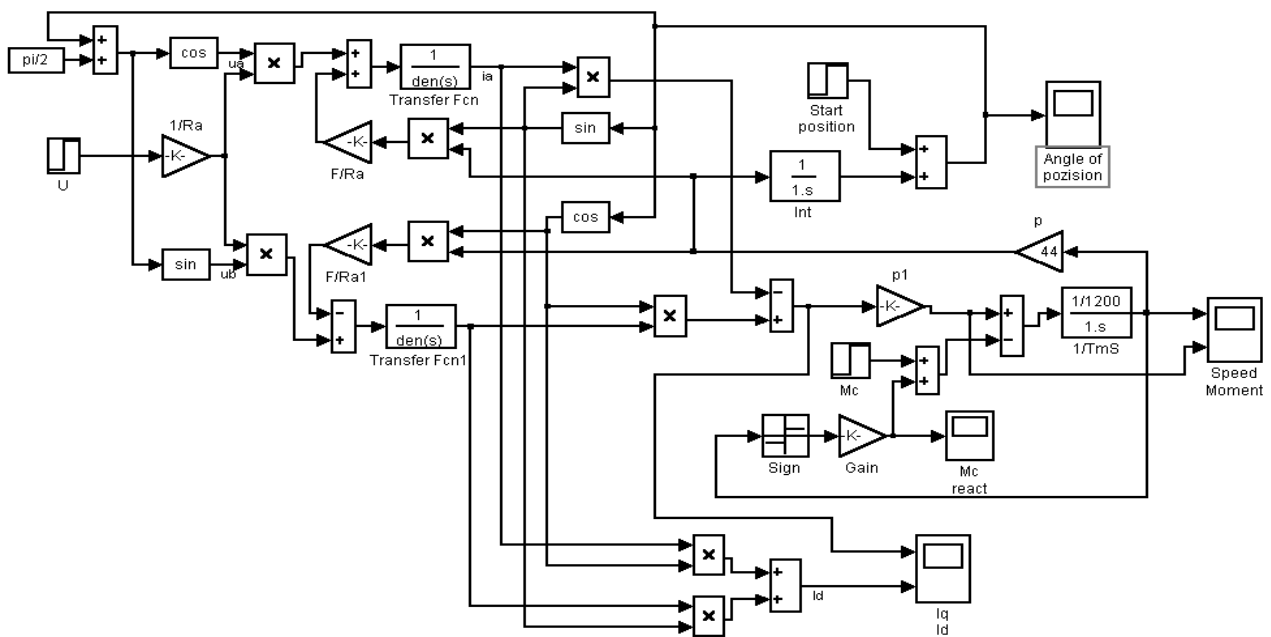 pi/2
+
+
cos
ua
×
+
+
1
den(s)
Transfer Fcn
ia
×
Start
position
Angle of
pozision
1/Ra
-K-
U
-K-
F/Ra
×
sin
+
+
1
1.s
Int
cos
p
44
sin
ub
×
-K-
F/Ra1
×
−
+
1
den(s)
Transfer Fcn1
×
−
+
p1
-K-
+
−
1/1200
1.s
1/TmS
Speed
Moment
Mc
+
+
Sign
-K-
Gain
Mc
react
×
×
+
+
Id
Iq
Id